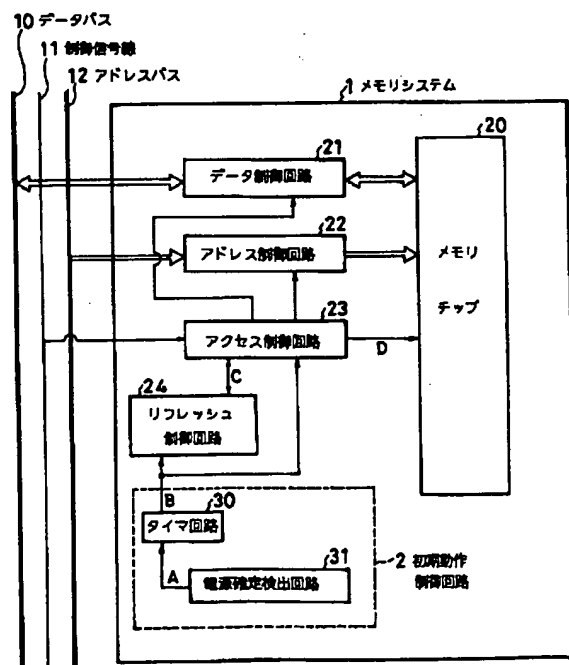 10 データバス
11 制御信号線
12 アドレスバス
1 メモリシステム
20
21
データ制御回路
22
アドレス制御回路
メモリ
チップ
23
アクセス制御回路
D
C
24
リフレッシュ
制御回路
B
30
タイマ回路
A
31
電源確定検出回路
2 初期動作
制御回路